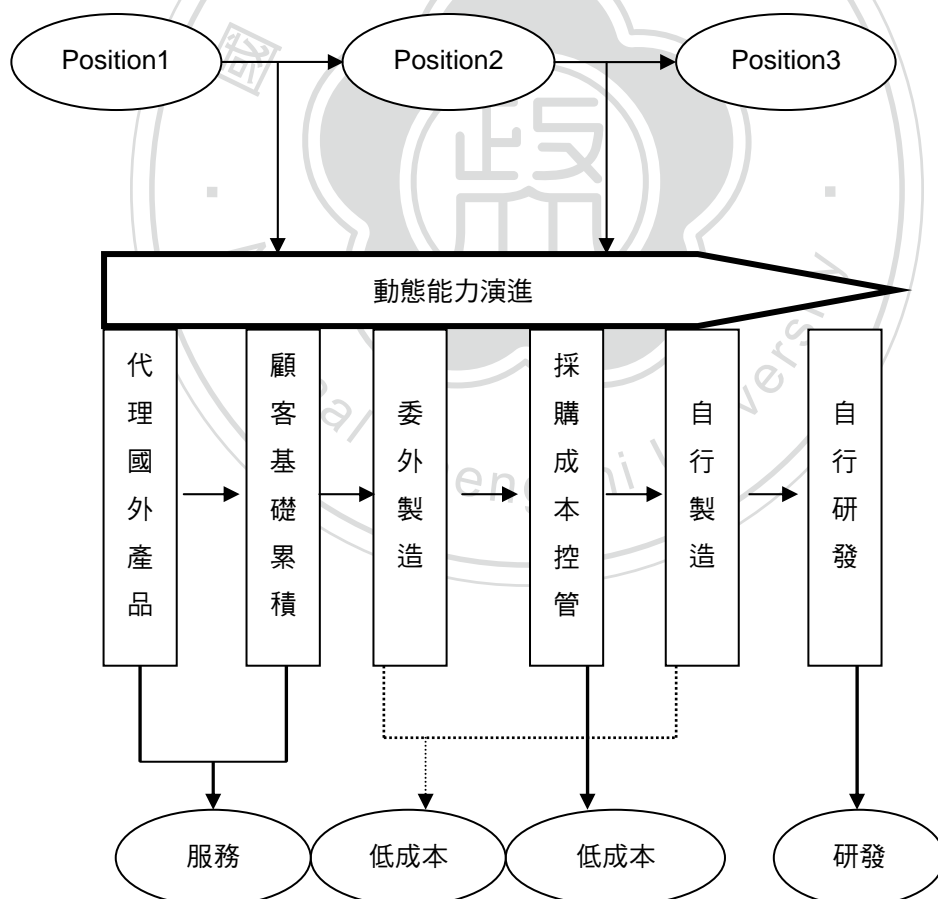 Position1
Position2
Position3
動態能力演進
代理國外產品
顧客基礎累積
委外製造
採購成本控管
自行製造
自行研發
服務
低成本
低成本
研發